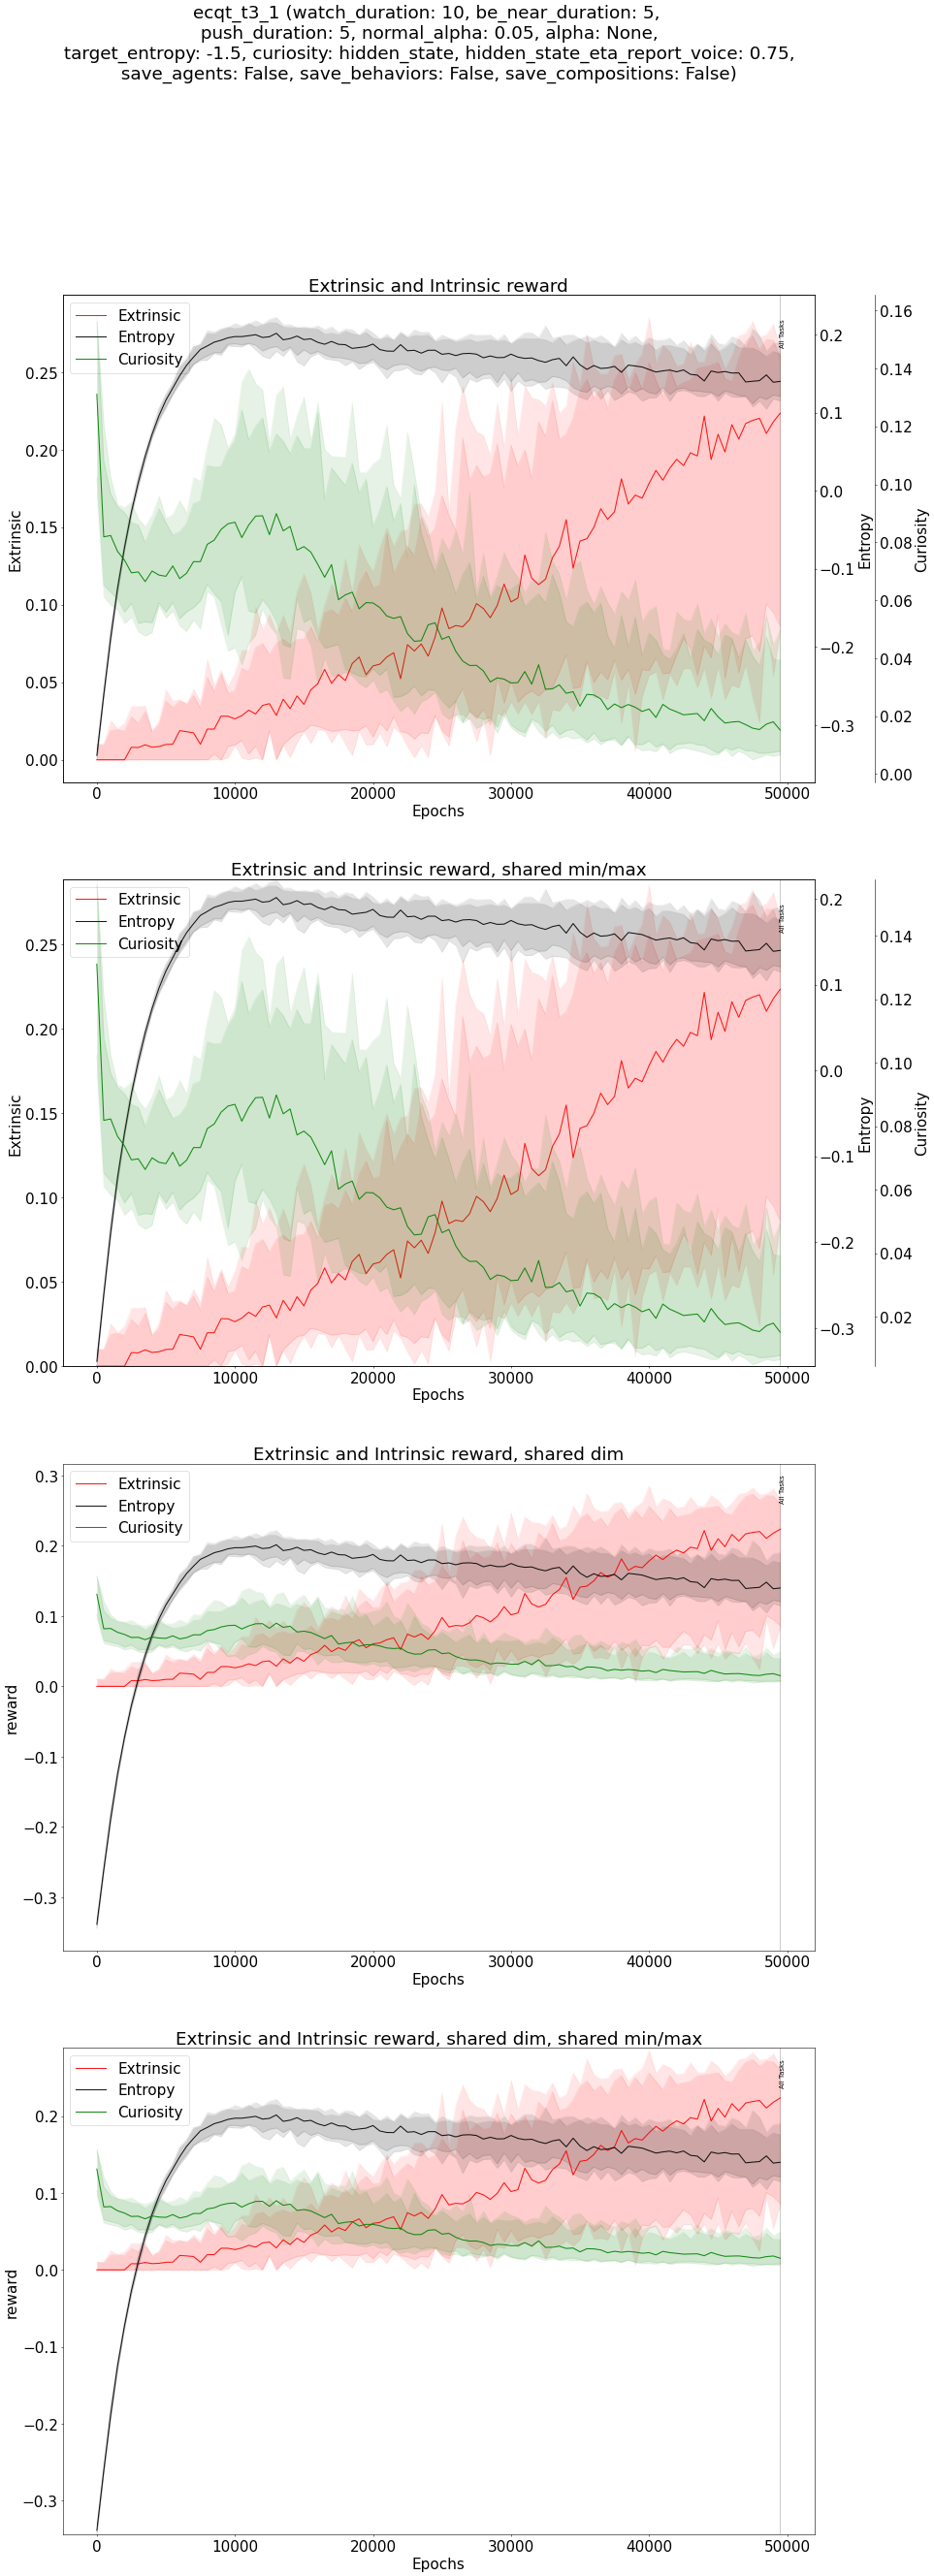 ecqt_t3_1 (watch_duration: 10, be_near_duration: 5,
push_duration: 5, normal_alpha: 0.05, alpha: None,
target_entropy: -1.5, curiosity: hidden_state, hidden_state_eta_report_voice: 0.75,
save_agents: False, save_behaviors: False, save_compositions: False)
Extrinsic and Intrinsic reward
Extrinsic
Entropy
Curiosity
All Tasks
0.25
0.20
0.15
0.10
0.05
0.00
Extrinsic
0.2
0.1
0.0
−0.1
−0.2
−0.3
Entropy
0.16
0.14
0.12
0.10
0.08
0.06
0.04
0.02
0.00
Curiosity
0 10000 20000 30000 40000 50000
Epochs
Extrinsic and Intrinsic reward, shared min/max
Extrinsic
Entropy
Curiosity
All Tasks
0.25
0.20
0.15
0.10
0.05
0.00
Extrinsic
0.2
0.1
0.0
−0.1
−0.2
−0.3
Entropy
0.14
0.12
0.10
0.08
0.06
0.04
0.02
Curiosity
0 10000 20000 30000 40000 50000
Epochs
Extrinsic and Intrinsic reward, shared dim
Extrinsic
Entropy
Curiosity
All Tasks
0.3
0.2
0.1
0.0
−0.1
−0.2
−0.3
reward
0 10000 20000 30000 40000 50000
Epochs
Extrinsic and Intrinsic reward, shared dim, shared min/max
Extrinsic
Entropy
Curiosity
All Tasks
0.2
0.1
0.0
−0.1
−0.2
−0.3
reward
0 10000 20000 30000 40000 50000
Epochs